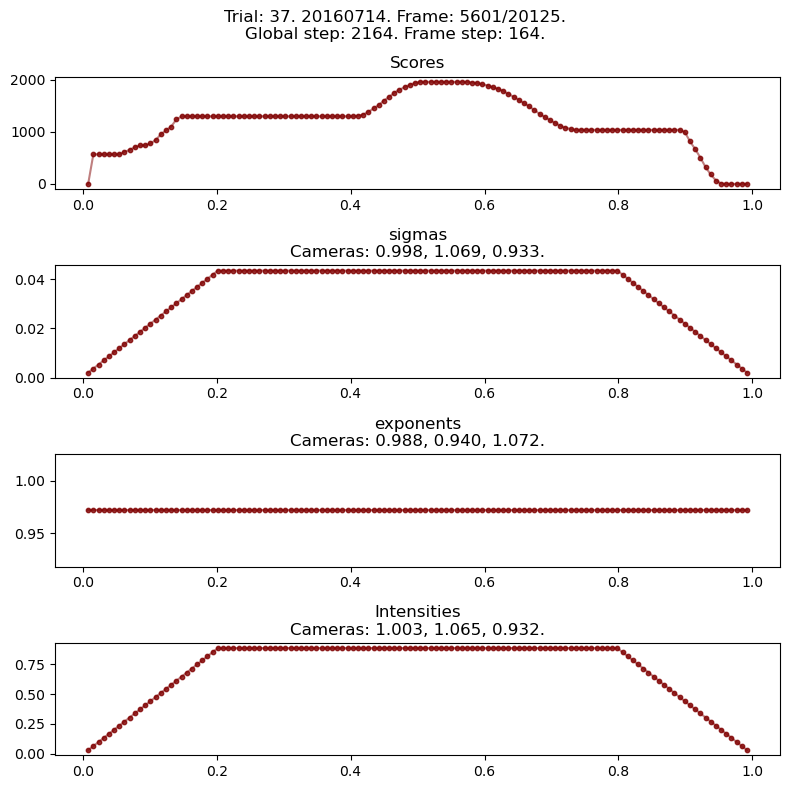 Trial: 37. 20160714. Frame: 5601/20125.
Global step: 2164. Frame step: 164.
Scores
2000
1000
0
0.0 0.2 0.4 0.6 0.8 1.0
sigmas
Cameras: 0.998, 1.069, 0.933.
0.04
0.02
0.00
0.0 0.2 0.4 0.6 0.8 1.0
exponents
Cameras: 0.988, 0.940, 1.072.
1.00
0.95
0.0 0.2 0.4 0.6 0.8 1.0
Intensities
Cameras: 1.003, 1.065, 0.932.
0.75
0.50
0.25
0.00
0.0 0.2 0.4 0.6 0.8 1.0